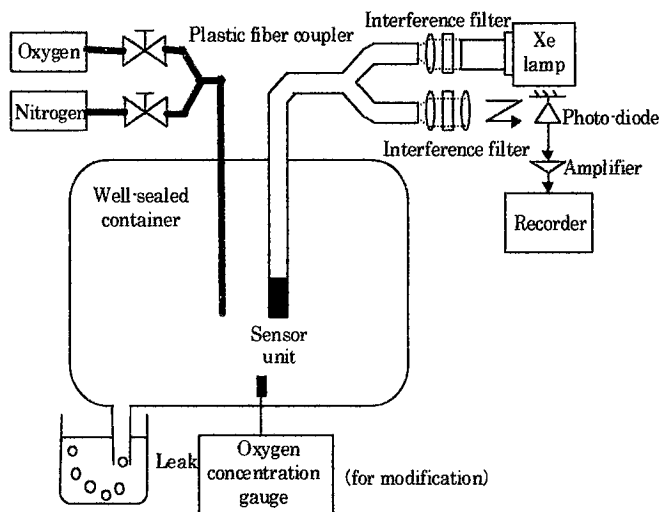 Interference filter
Plastic fiber coupler
Xe
lamp
Oxygen
Nitrogen
Photo-diode
Interference filter
Amplifier
Well-sealed
container
Recorder
Sensor
unit
Leak
Oxygen
concentration
gauge
(for modification)